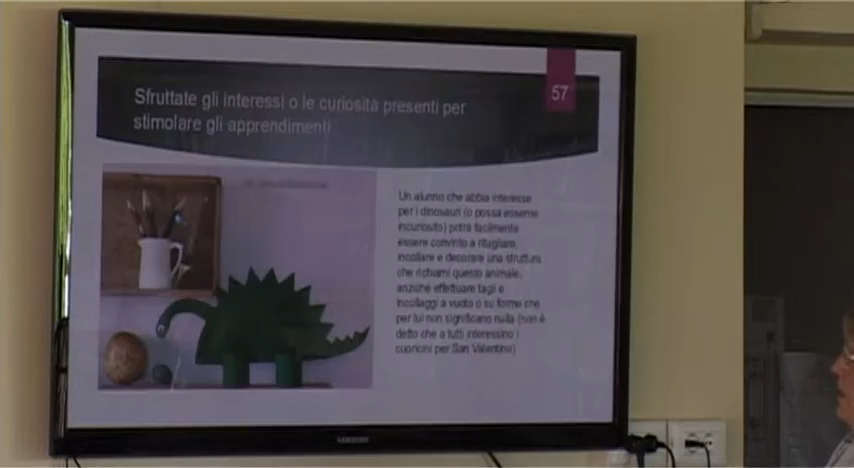 57
Sfruttate gli interessi o le curiosità presenti per
stimolare gli apprendimenti
Un alunno che abbia interesse
per i dinosauri (o possa esserne
incuriosito) potrà facilmente
essere convinto a ritagliare,
incollare e decorare una struttura
che richiami questo animale,
anziché effettuare tagli e
incollaggi a vuoto o su forme che
per lui non significano nulla (non è
detto che a tutti interessino i
cuoricini per San Valentino)
SAMSUNG